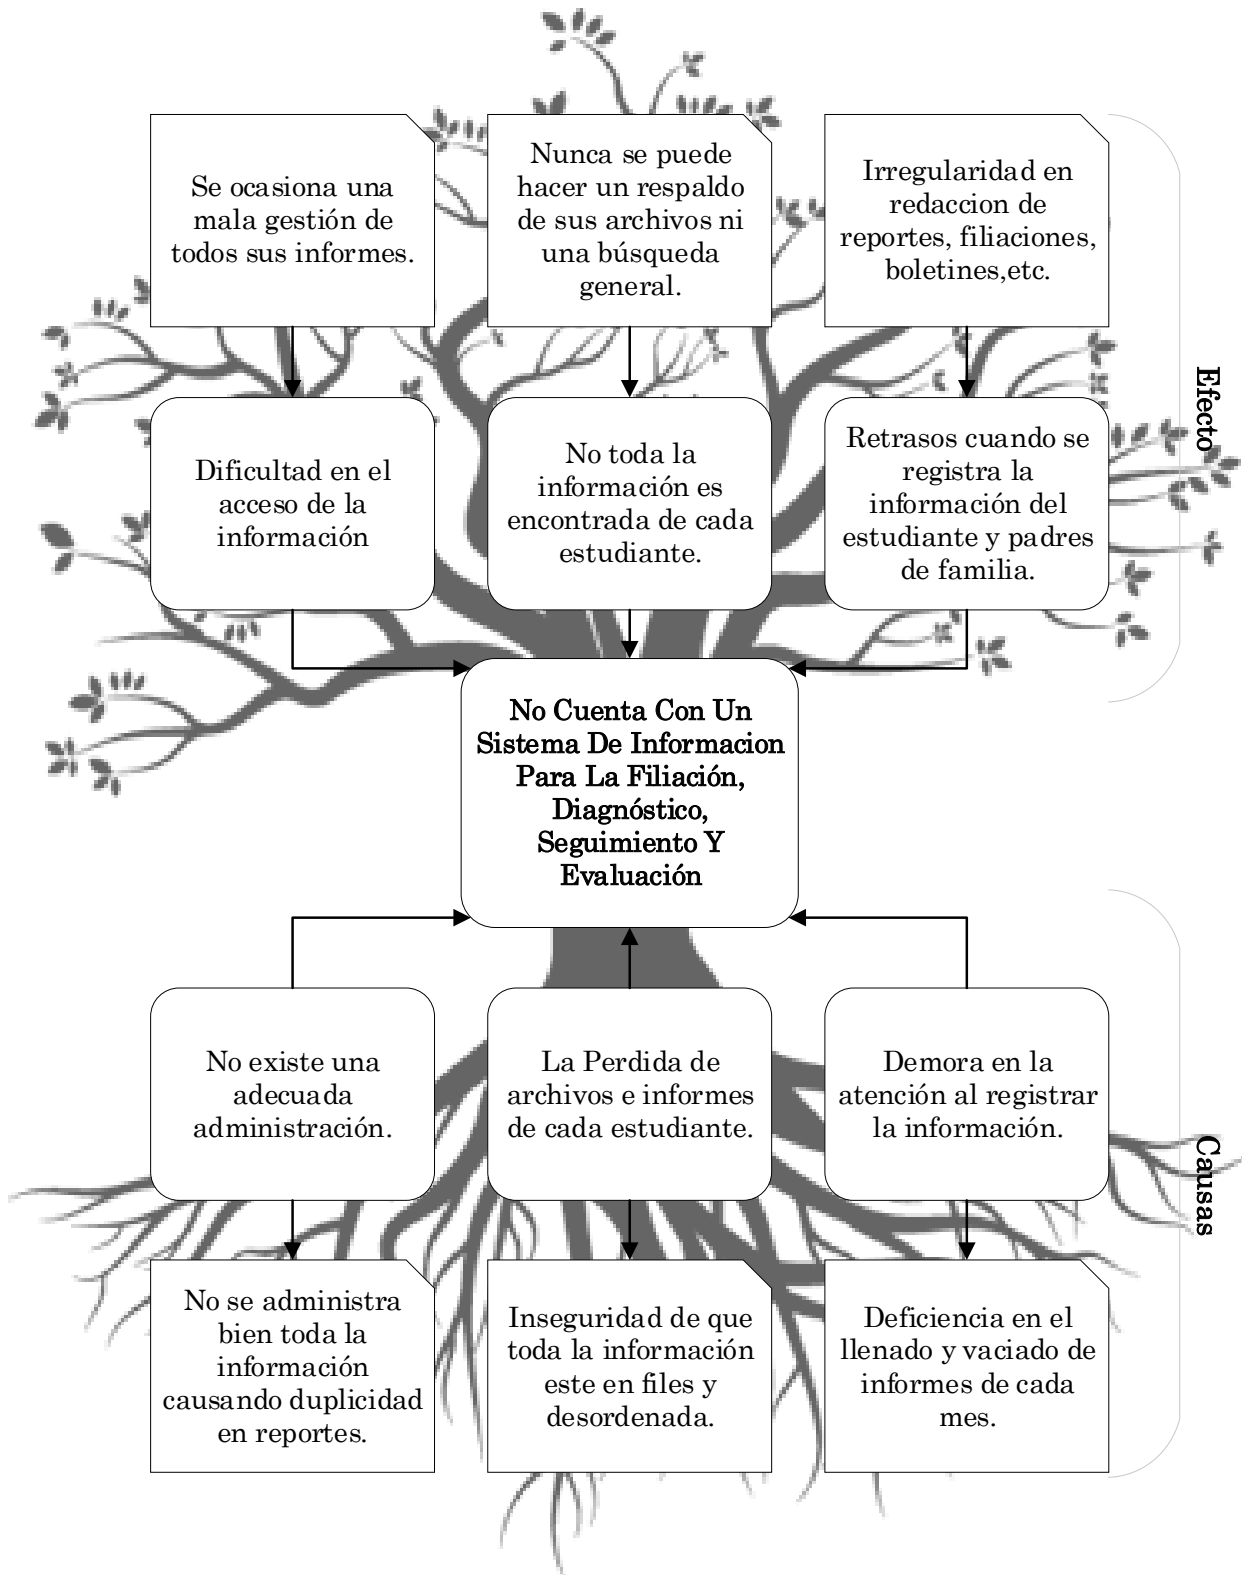 Se ocasiona una
mala gestión de
todos sus informes.
Nunca se puede
hacer un respaldo
de sus archivos ni
una búsqueda
general.
Irregularidad en
redaccion de
reportes, filiaciones,
boletines,etc.
Efecto
Dificultad en el
acceso de la
información
No toda la
información es
encontrada de cada
estudiante.
Retrasos cuando se
registra la
información del
estudiante y padres
de familia.
No Cuenta Con Un
Sistema De Informacion
Para La Filiación,
Diagnóstico,
Seguimiento Y
Evaluación
No existe una
adecuada
administración.
La Perdida de
archivos e informes
de cada estudiante.
Demora en la
atención al registrar
la información.
Causas
No se administra
bien toda la
información
causando duplicidad
en reportes.
Inseguridad de que
toda la información
este en files y
desordenada.
Deficiencia en el
llenado y vaciado de
informes de cada
mes.